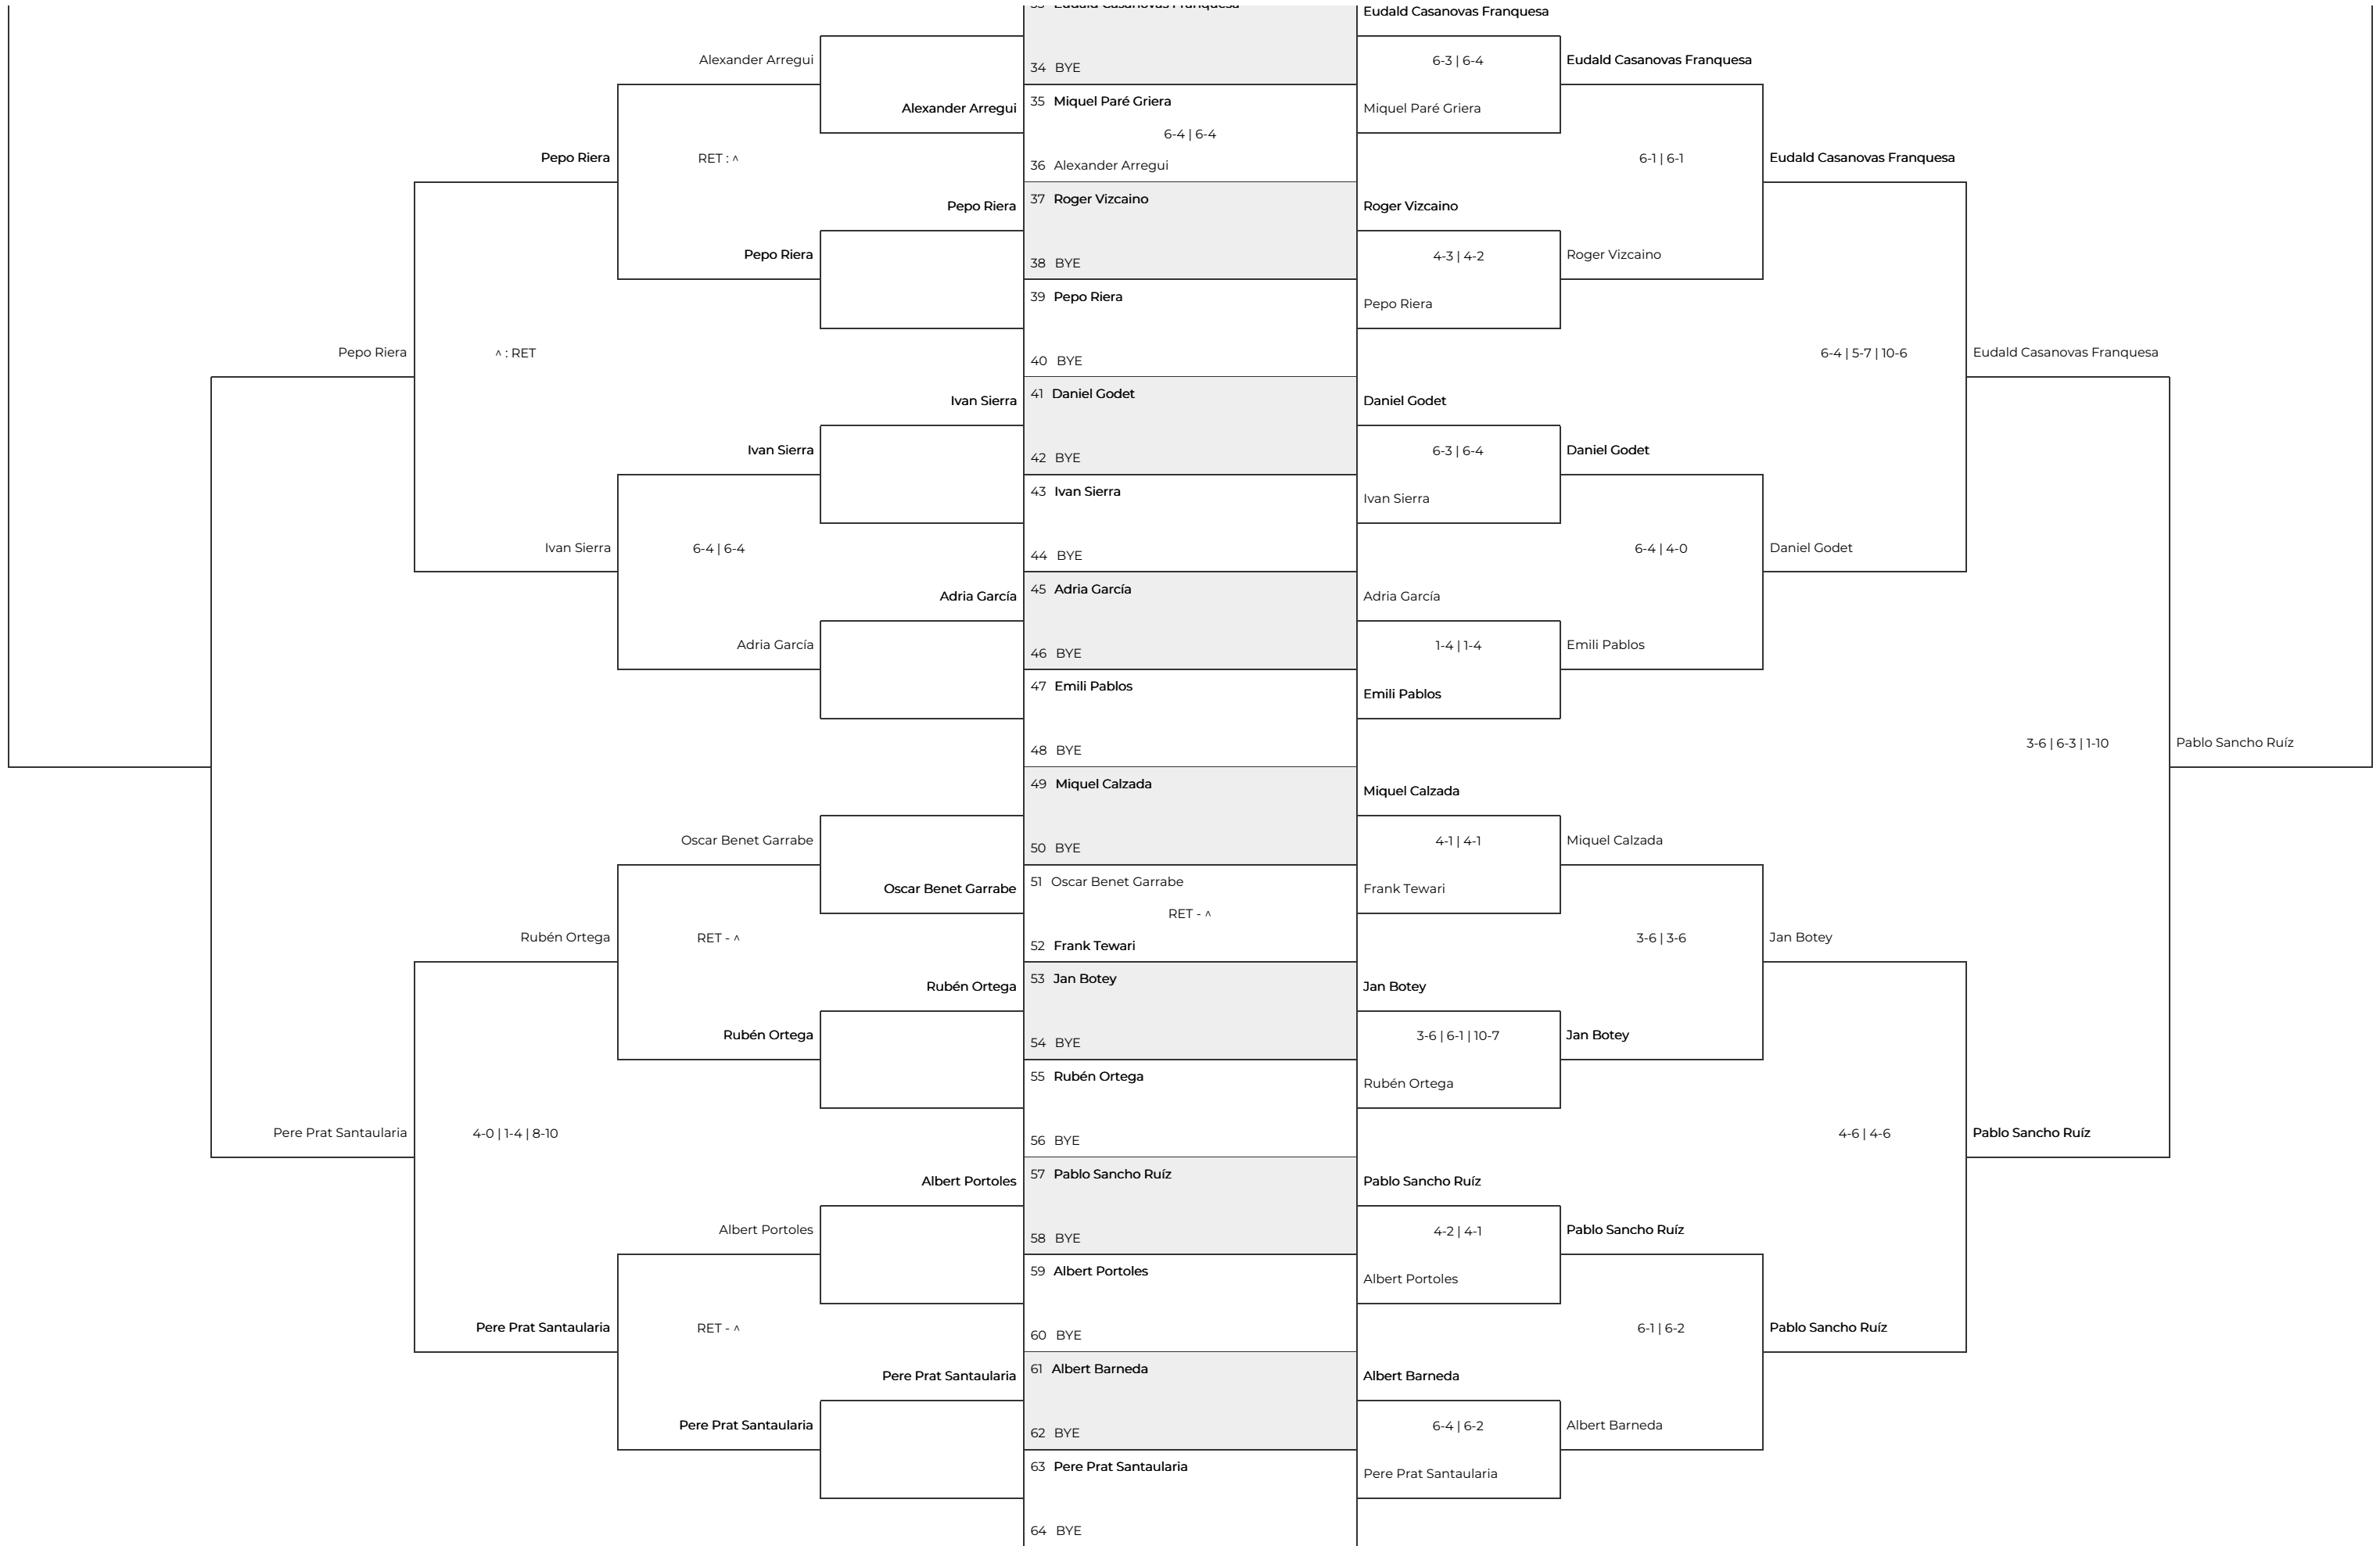 33 Eudald Casanovas Franquesa
Eudald Casanovas Franquesa
Alexander Arregui
34 BYE
6-3 | 6-4
Eudald Casanovas Franquesa
Alexander Arregui
35 Miquel Paré Griera
Miquel Paré Griera
6-4 | 6-4
Pepo Riera
RET : ^
36 Alexander Arregui
6-1 | 6-1
Eudald Casanovas Franquesa
Pepo Riera
37 Roger Vizcaino
Roger Vizcaino
Pepo Riera
38 BYE
4-3 | 4-2
Roger Vizcaino
39 Pepo Riera
Pepo Riera
Pepo Riera
^ : RET
40 BYE
6-4 | 5-7 | 10-6
Eudald Casanovas Franquesa
Ivan Sierra
41 Daniel Godet
Daniel Godet
Ivan Sierra
42 BYE
6-3 | 6-4
Daniel Godet
43 Ivan Sierra
Ivan Sierra
Ivan Sierra
6-4 | 6-4
44 BYE
6-4 | 4-0
Daniel Godet
Adria García
45 Adria García
Adria García
Adria García
46 BYE
1-4 | 1-4
Emili Pablos
47 Emili Pablos
Emili Pablos
48 BYE
3-6 | 6-3 | 1-10
Pablo Sancho Ruíz
49 Miquel Calzada
Miquel Calzada
Oscar Benet Garrabe
50 BYE
4-1 | 4-1
Miquel Calzada
Oscar Benet Garrabe
51 Oscar Benet Garrabe
Frank Tewari
RET - ^
Rubén Ortega
RET - ^
52 Frank Tewari
3-6 | 3-6
Jan Botey
Rubén Ortega
53 Jan Botey
Jan Botey
Rubén Ortega
54 BYE
3-6 | 6-1 | 10-7
Jan Botey
55 Rubén Ortega
Rubén Ortega
Pere Prat Santaularia
4-0 | 1-4 | 8-10
56 BYE
4-6 | 4-6
Pablo Sancho Ruíz
Albert Portoles
57 Pablo Sancho Ruíz
Pablo Sancho Ruíz
Albert Portoles
58 BYE
4-2 | 4-1
Pablo Sancho Ruíz
59 Albert Portoles
Albert Portoles
Pere Prat Santaularia
RET - ^
60 BYE
6-1 | 6-2
Pablo Sancho Ruíz
Pere Prat Santaularia
61 Albert Barneda
Albert Barneda
Pere Prat Santaularia
62 BYE
6-4 | 6-2
Albert Barneda
63 Pere Prat Santaularia
Pere Prat Santaularia
64 BYE